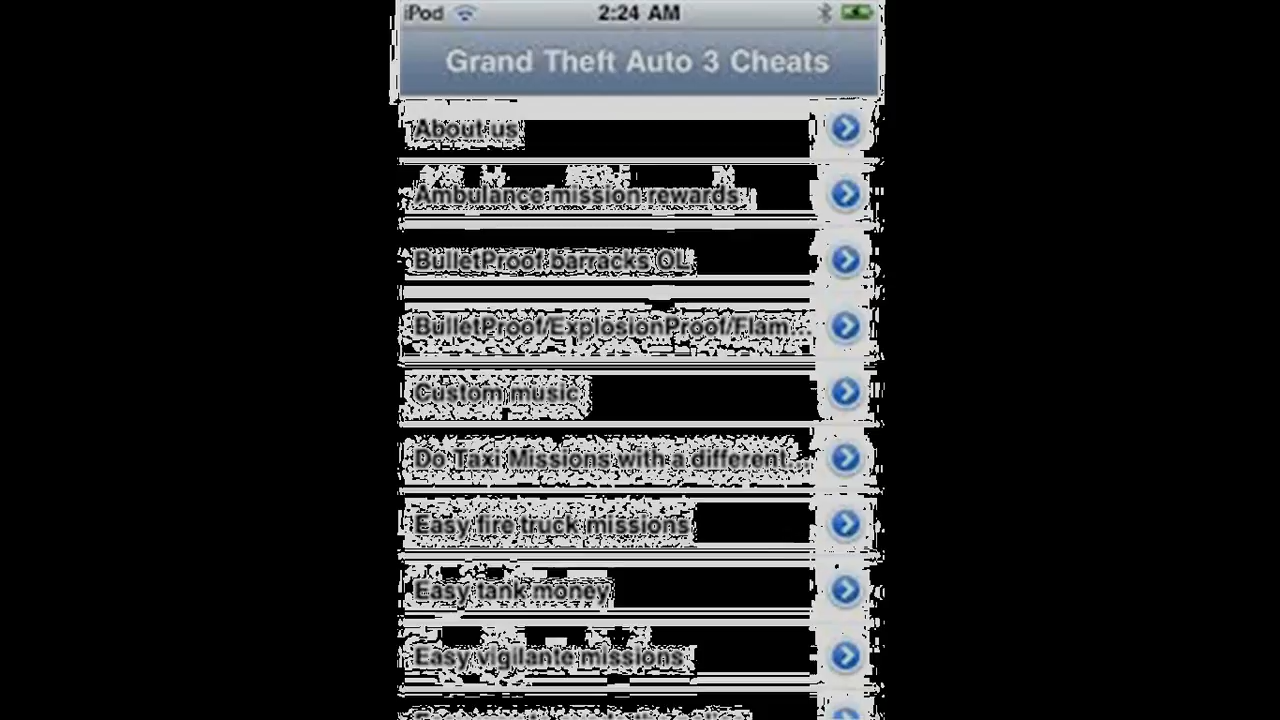 iPod 2:24 AM
Grand Theft Auto 3 Cheats
About us
Ambulance mission rewards
BulletProof barracks OL
BulletProof/ExplosionProof/Flam...
Custom music
Do Taxi Missions with a different...
Easy fire truck missions
Easy tank money
Easy vigilante missions